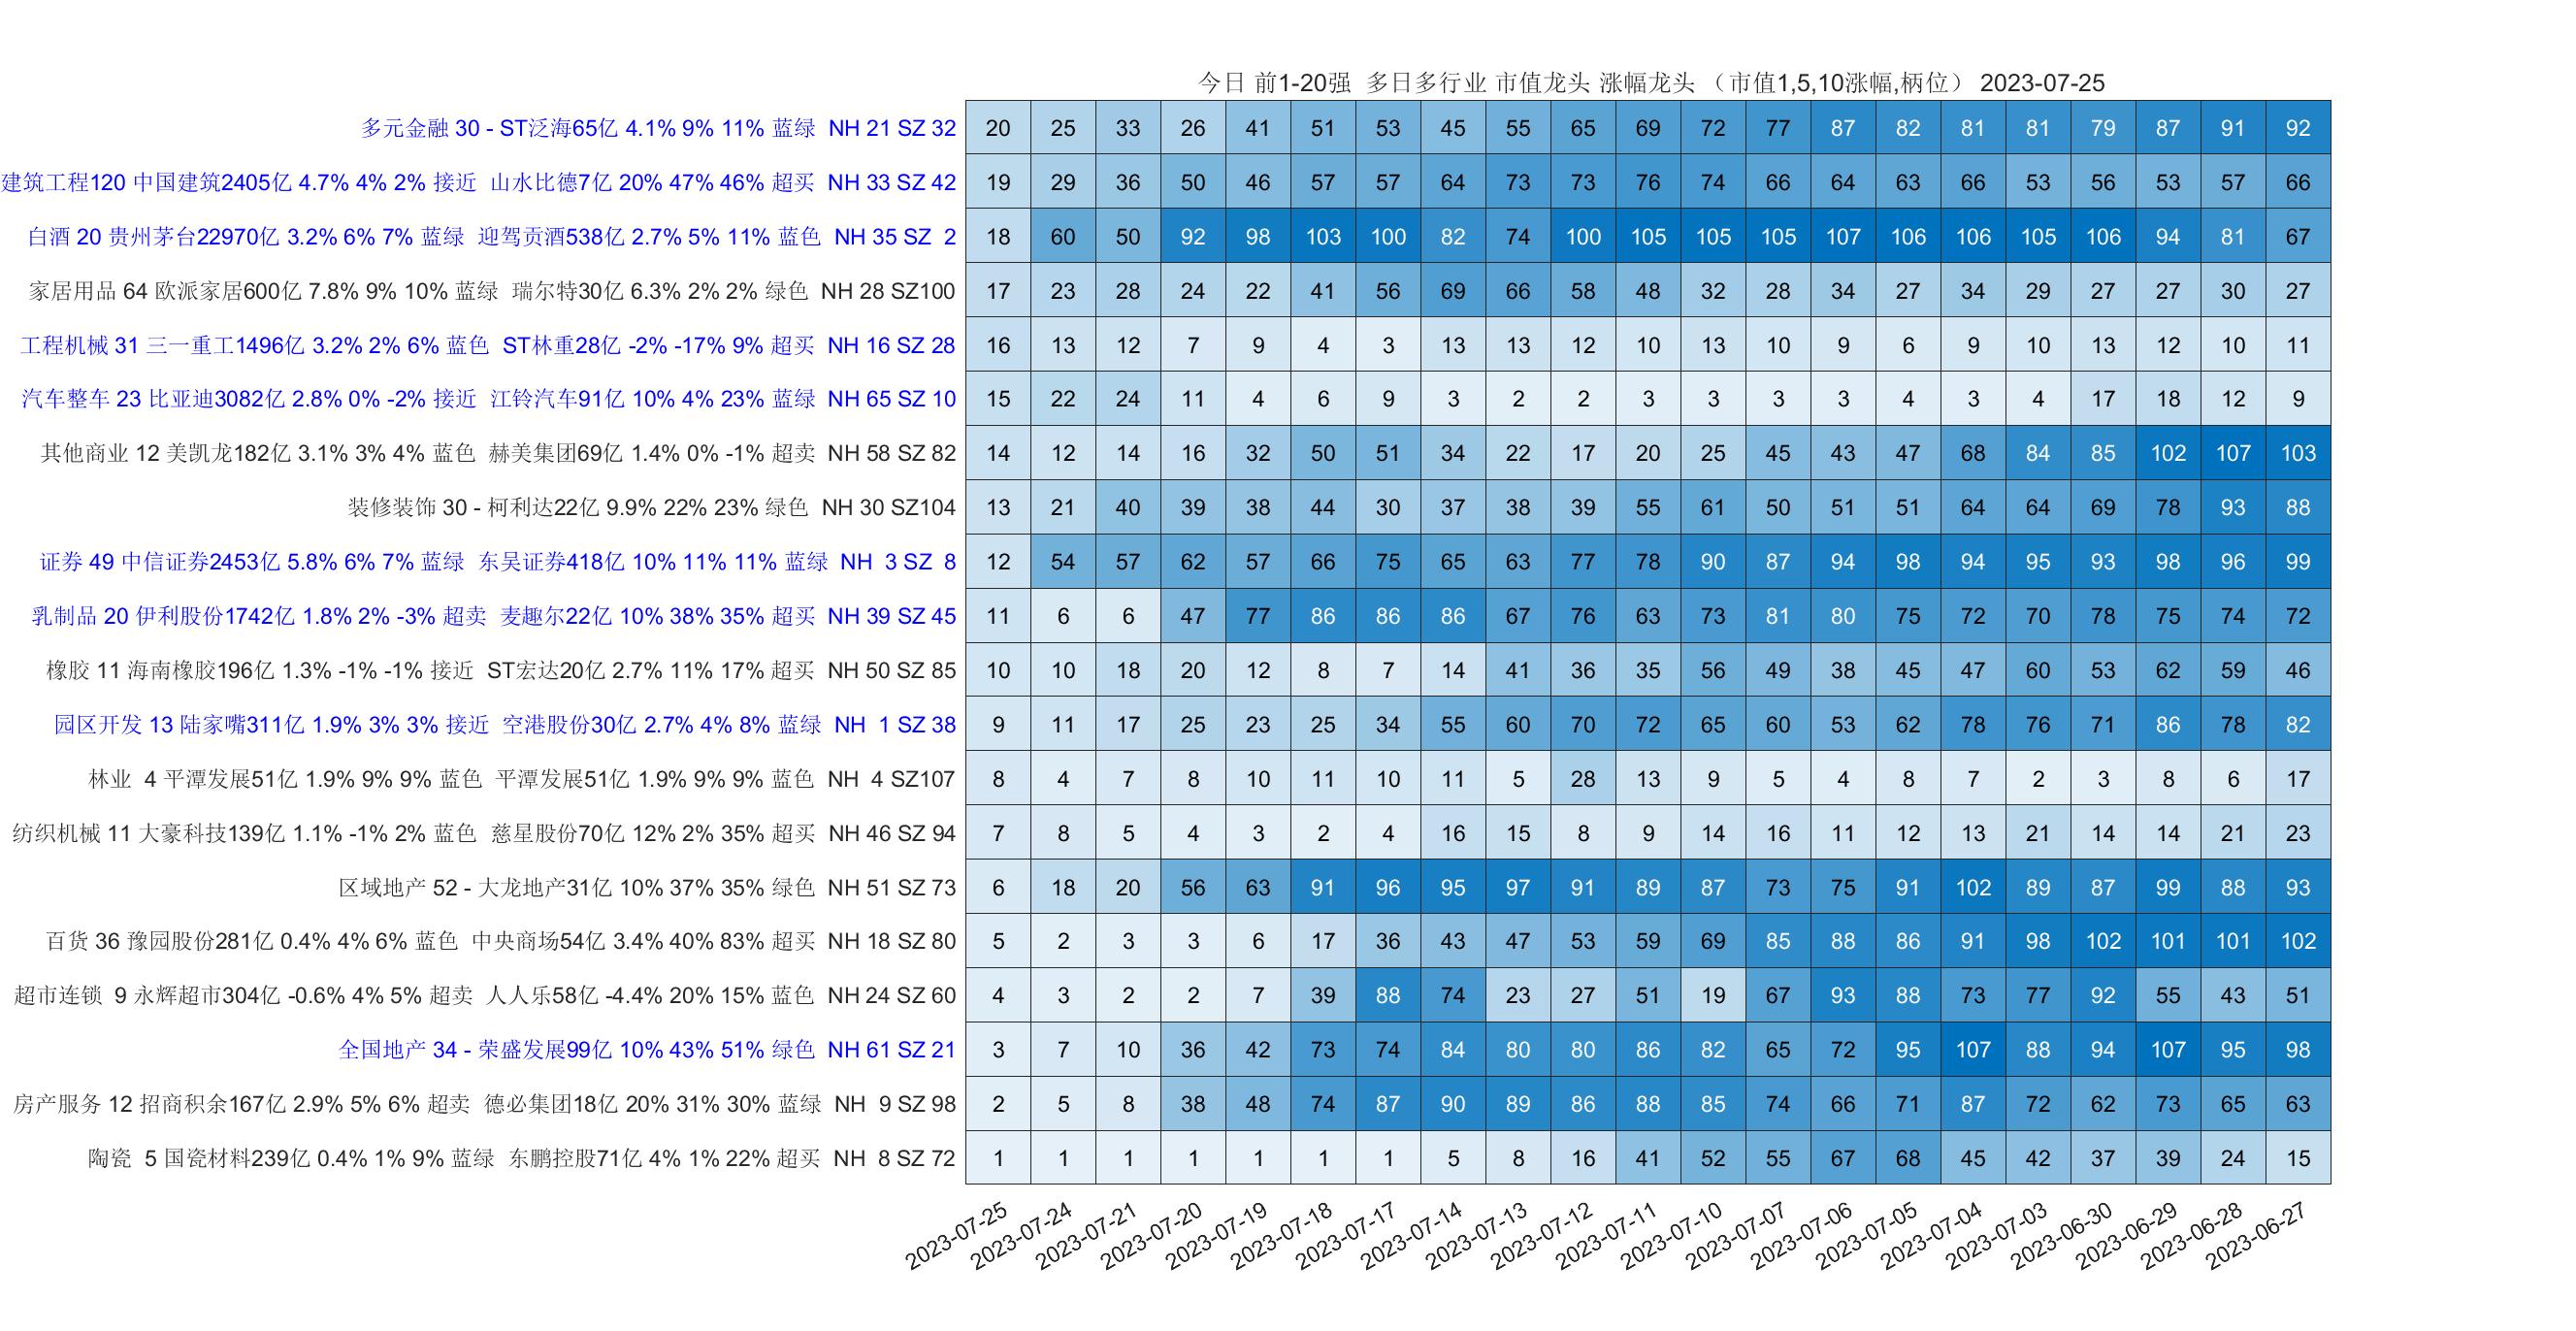 今日 前1-20强 多日多行业 市值龙头 涨幅龙头 （市值1,5,10涨幅,柄位） 2023-07-25
多元金融 30 - ST泛海65亿 4.1% 9% 11% 蓝绿 NH 21 SZ 32 20 25 33 26 41 51 53 45 55 65 69 72 77 87 82 81 81 79 87 91 92
建筑工程120 中国建筑2405亿 4.7% 4% 2% 接近 山水比德7亿 20% 47% 46% 超买 NH 33 SZ 42 19 29 36 50 46 57 57 64 73 73 76 74 66 64 63 66 53 56 53 57 66
白酒 20 贵州茅台22970亿 3.2% 6% 7% 蓝绿 迎驾贡酒538亿 2.7% 5% 11% 蓝色 NH 35 SZ 2 18 60 50 92 98 103 100 82 74 100 105 105 105 107 106 106 105 106 94 81 67
家居用品 64 欧派家居600亿 7.8% 9% 10% 蓝绿 瑞尔特30亿 6.3% 2% 2% 绿色 NH 28 SZ100 17 23 28 24 22 41 56 69 66 58 48 32 28 34 27 34 29 27 27 30 27
工程机械 31 三一重工1496亿 3.2% 2% 6% 蓝色 ST林重28亿 -2% -17% 9% 超买 NH 16 SZ 28 16 13 12 7 9 4 3 13 13 12 10 13 10 9 6 9 10 13 12 10 11
汽车整车 23 比亚迪3082亿 2.8% 0% -2% 接近 江铃汽车91亿 10% 4% 23% 蓝绿 NH 65 SZ 10 15 22 24 11 4 6 9 3 2 2 3 3 3 3 4 3 4 17 18 12 9
其他商业 12 美凯龙182亿 3.1% 3% 4% 蓝色 赫美集团69亿 1.4% 0% -1% 超卖 NH 58 SZ 82 14 12 14 16 32 50 51 34 22 17 20 25 45 43 47 68 84 85 102 107 103
装修装饰 30 - 柯利达22亿 9.9% 22% 23% 绿色 NH 30 SZ104 13 21 40 39 38 44 30 37 38 39 55 61 50 51 51 64 64 69 78 93 88
证券 49 中信证券2453亿 5.8% 6% 7% 蓝绿 东吴证券418亿 10% 11% 11% 蓝绿 NH 3 SZ 8 12 54 57 62 57 66 75 65 63 77 78 90 87 94 98 94 95 93 98 96 99
乳制品 20 伊利股份1742亿 1.8% 2% -3% 超卖 麦趣尔22亿 10% 38% 35% 超买 NH 39 SZ 45 11 6 6 47 77 86 86 86 67 76 63 73 81 80 75 72 70 78 75 74 72
橡胶 11 海南橡胶196亿 1.3% -1% -1% 接近 ST宏达20亿 2.7% 11% 17% 超买 NH 50 SZ 85 10 10 18 20 12 8 7 14 41 36 35 56 49 38 45 47 60 53 62 59 46
园区开发 13 陆家嘴311亿 1.9% 3% 3% 接近 空港股份30亿 2.7% 4% 8% 蓝绿 NH 1 SZ 38 9 11 17 25 23 25 34 55 60 70 72 65 60 53 62 78 76 71 86 78 82
林业 4 平潭发展51亿 1.9% 9% 9% 蓝色 平潭发展51亿 1.9% 9% 9% 蓝色 NH 4 SZ107 8 4 7 8 10 11 10 11 5 28 13 9 5 4 8 7 2 3 8 6 17
纺织机械 11 大豪科技139亿 1.1% -1% 2% 蓝色 慈星股份70亿 12% 2% 35% 超买 NH 46 SZ 94 7 8 5 4 3 2 4 16 15 8 9 14 16 11 12 13 21 14 14 21 23
区域地产 52 - 大龙地产31亿 10% 37% 35% 绿色 NH 51 SZ 73 6 18 20 56 63 91 96 95 97 91 89 87 73 75 91 102 89 87 99 88 93
百货 36 豫园股份281亿 0.4% 4% 6% 蓝色 中央商场54亿 3.4% 40% 83% 超买 NH 18 SZ 80 5 2 3 3 6 17 36 43 47 53 59 69 85 88 86 91 98 102 101 101 102
超市连锁 9 永辉超市304亿 -0.6% 4% 5% 超卖 人人乐58亿 -4.4% 20% 15% 蓝色 NH 24 SZ 60 4 3 2 2 7 39 88 74 23 27 51 19 67 93 88 73 77 92 55 43 51
全国地产 34 - 荣盛发展99亿 10% 43% 51% 绿色 NH 61 SZ 21 3 7 10 36 42 73 74 84 80 80 86 82 65 72 95 107 88 94 107 95 98
房产服务 12 招商积余167亿 2.9% 5% 6% 超卖 德必集团18亿 20% 31% 30% 蓝绿 NH 9 SZ 98 2 5 8 38 48 74 87 90 89 86 88 85 74 66 71 87 72 62 73 65 63
陶瓷 5 国瓷材料239亿 0.4% 1% 9% 蓝绿 东鹏控股71亿 4% 1% 22% 超买 NH 8 SZ 72 1 1 1 1 1 1 1 5 8 16 41 52 55 67 68 45 42 37 39 24 15
2023-07-25 2023-07-24 2023-07-21 2023-07-20 2023-07-19 2023-07-18 2023-07-17 2023-07-14 2023-07-13 2023-07-12 2023-07-11 2023-07-10 2023-07-07 2023-07-06 2023-07-05 2023-07-04 2023-07-03 2023-06-30 2023-06-29 2023-06-28 2023-06-27